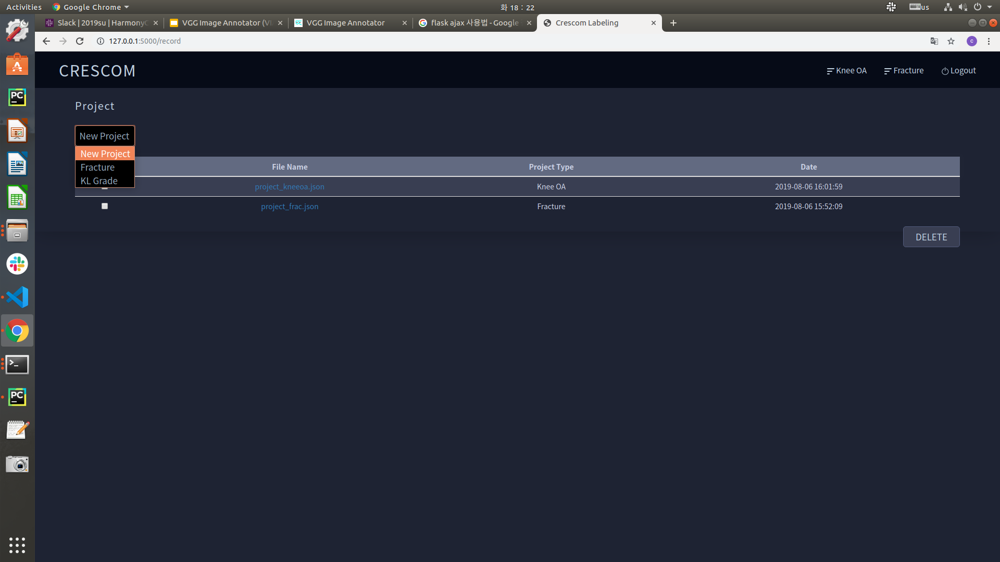 Activities Google Chrome 화 18 : 22 us
Slack | 2019su | HarmonyC VGG Image Annotator (VI VGG Image Annotator flask ajax 사용법 - Google Crescom Labeling
127.0.0.1:5000/record C
CRESCOM Knee OA Fracture Logout
Project
New Project
New Project
Fracture
KL Grade
File Name Project Type Date
project_kneeoa.json Knee OA 2019-08-06 16:01:59
project_frac.json Fracture 2019-08-06 15:52:09
DELETE
PC
PC